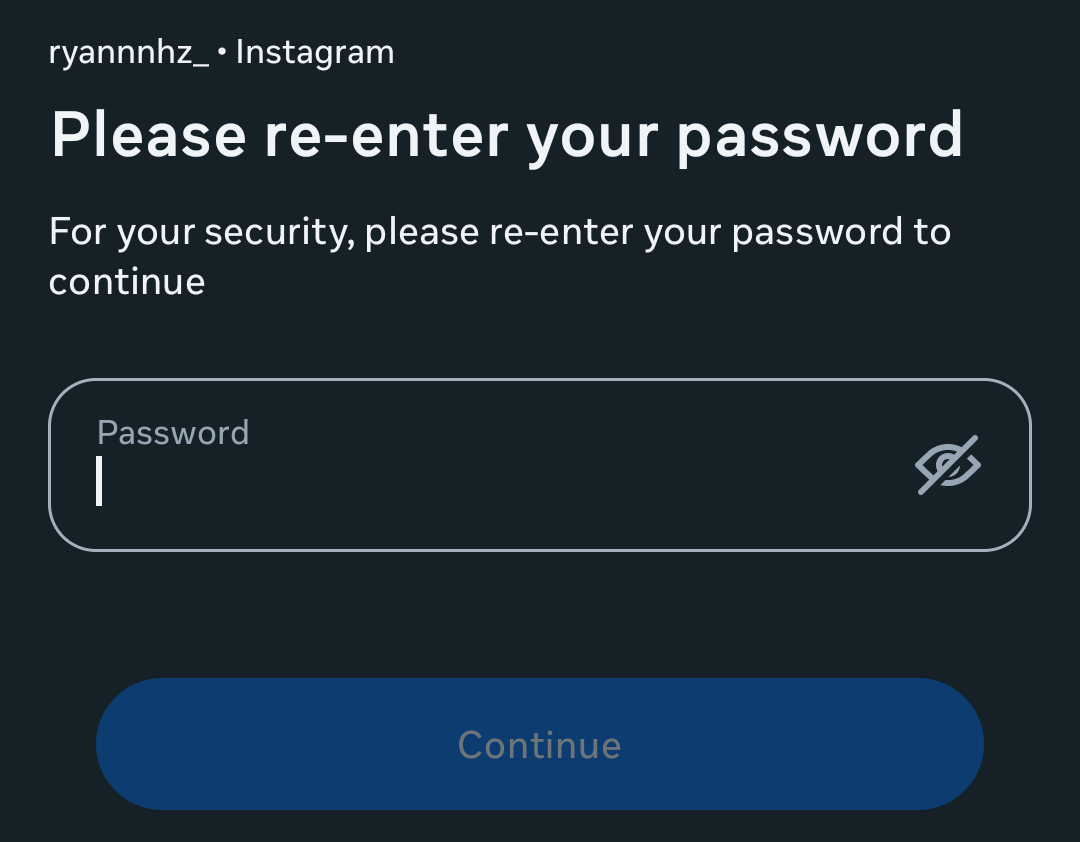 ryannnhz_ • Instagram
Please re-enter your password
For your security, please re-enter your password to
continue
Password
Continue